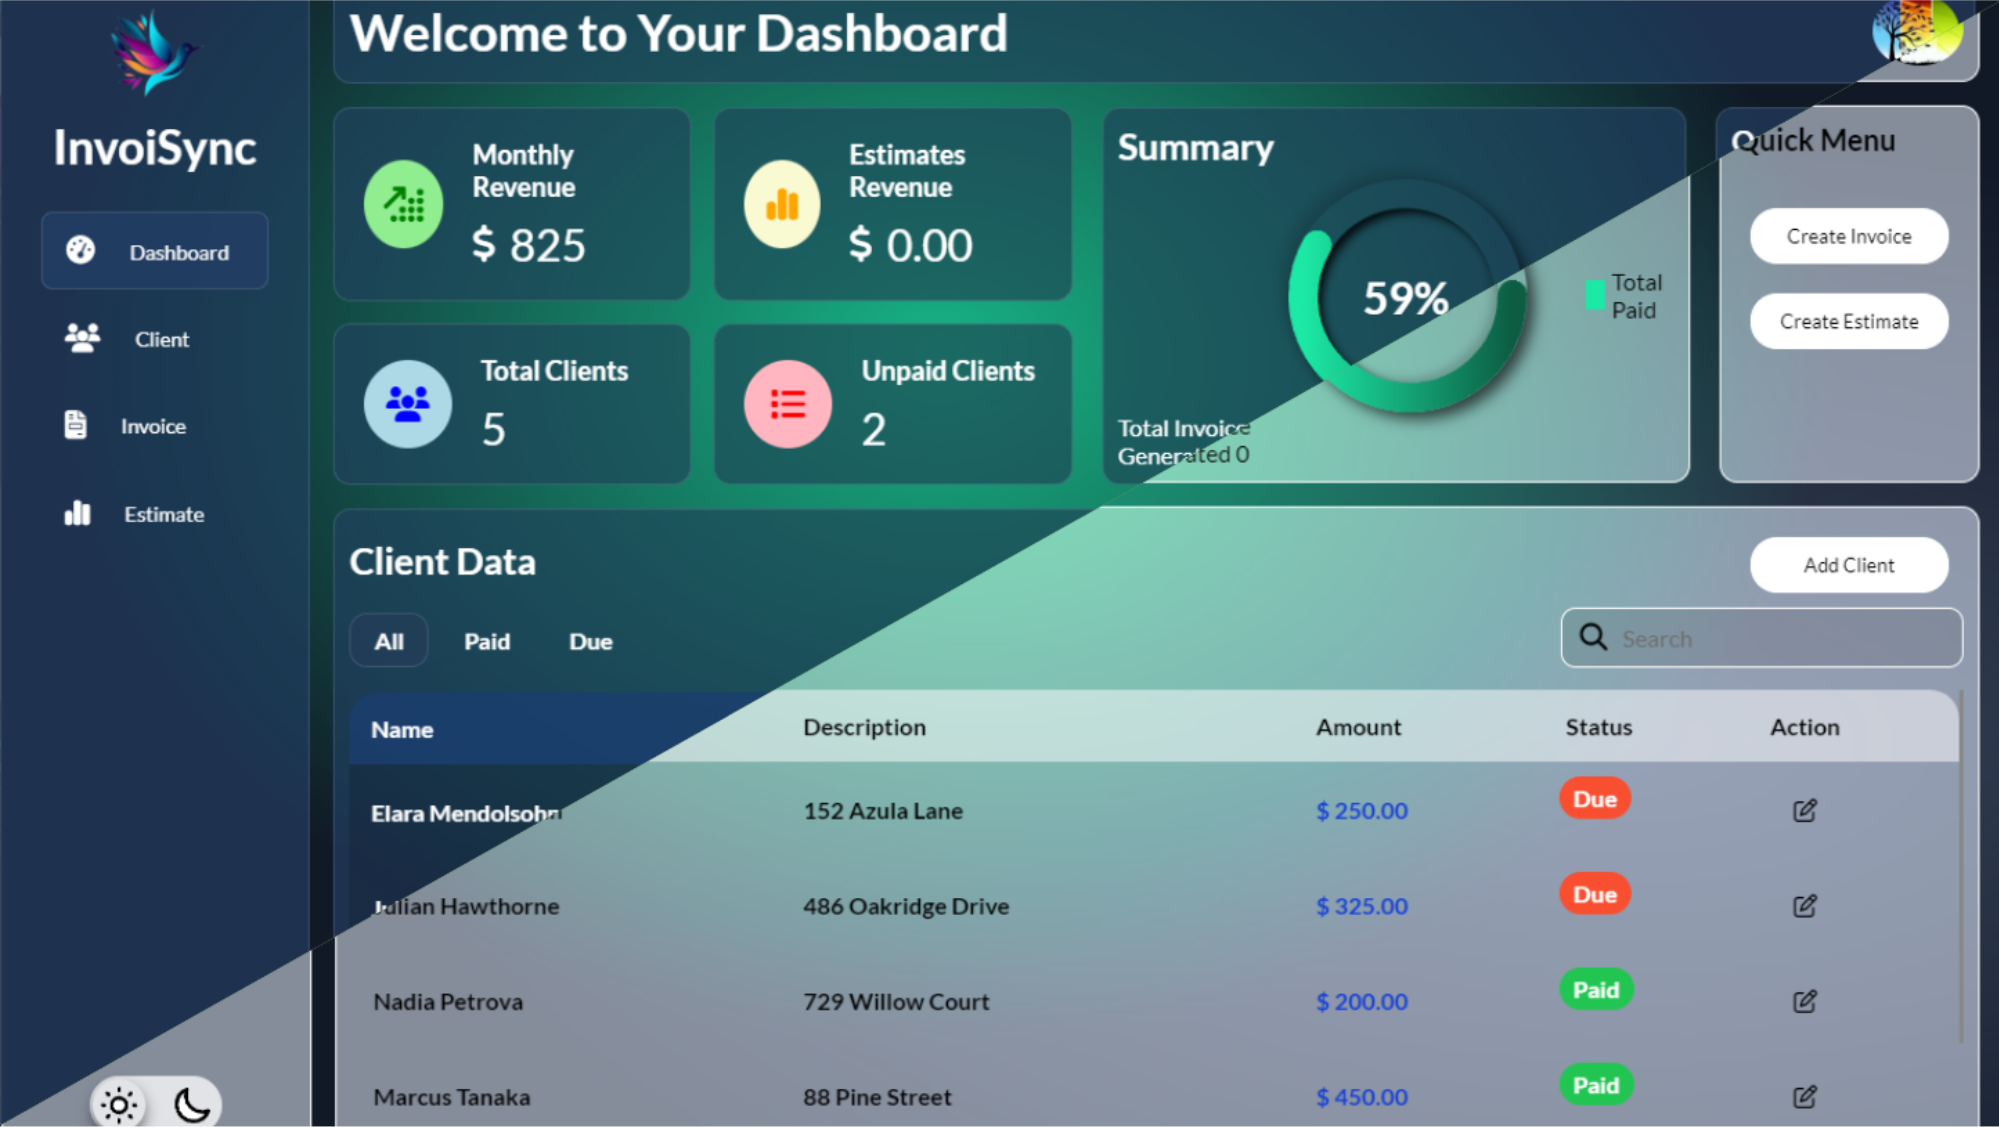 Welcome to Your Dashboard
InvoiSync
Dashboard
Client
Invoice
Estimate
Monthly
Revenue
$ 825
Estimates
Revenue
$ 0.00
Total Clients
5
Unpaid Clients
2
Summary
59%
Total
Paid
Total Invoice
Generated 0
Quick Menu
Create Invoice
Create Estimate
Client Data
Add Client
All Paid Due
Search
Name Description Amount Status Action
Elara Mendolsohn 152 Azula Lane $ 250.00 Due
Julian Hawthorne 486 Oakridge Drive $ 325.00 Due
Nadia Petrova 729 Willow Court $ 200.00 Paid
Marcus Tanaka 88 Pine Street $ 450.00 Paid